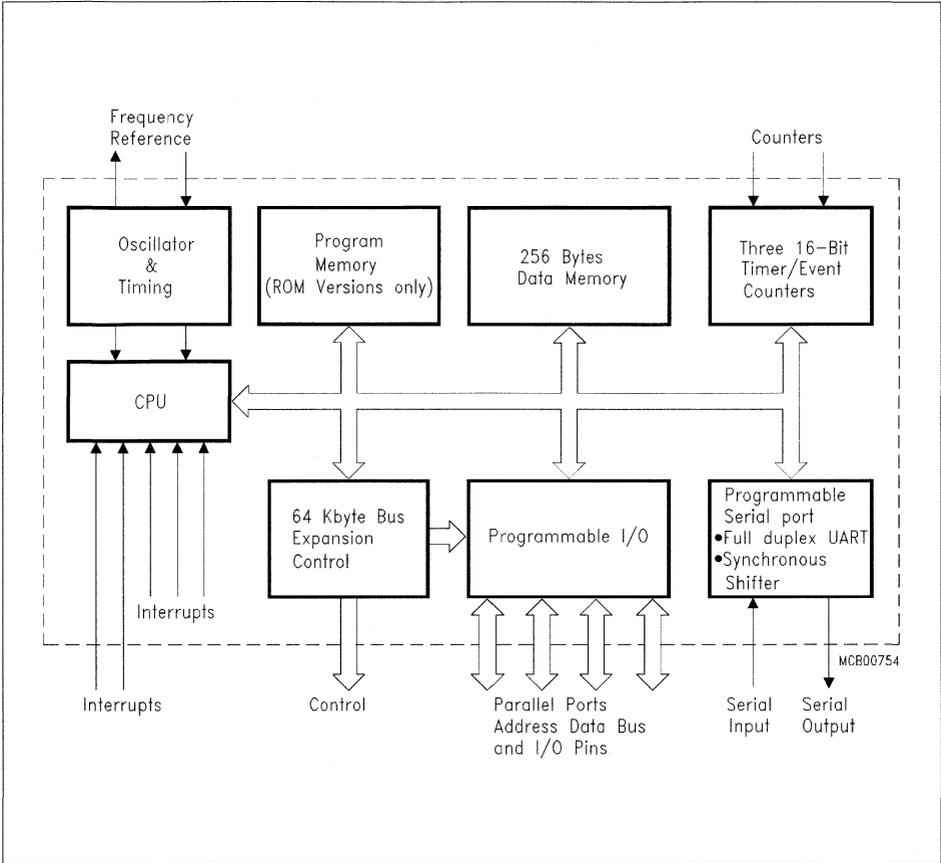 Frequency
Reference
Counters
Oscillator
&
Timing
Program
Memory
(ROM Versions only)
256 Bytes
Data Memory
Three 16-Bit
Timer/Event
Counters
CPU
64 Kbyte Bus
Expansion
Control
Programmable I/O
Programmable
Serial port
•Full duplex UART
•Synchronous
Shifter
Interrupts
MCB00754
Interrupts
Control
Parallel Ports
Address Data Bus
and I/O Pins
Serial
Input
Serial
Output